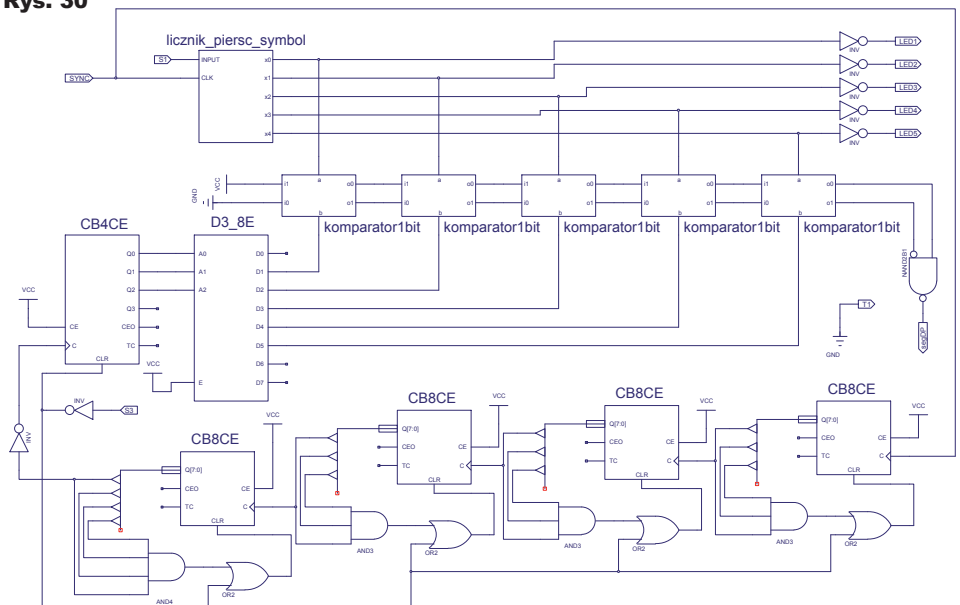 Rys. 30
licznik_piersc_symbol
S1
INPUT
SYNC
CLK
x0
x1
x2
x3
x4
INV
LED1
INV
LED2
INV
LED3
INV
LED4
INV
LED5
VCC
GND
i1
i0
a
b
o0
o1
komparator1bit
i1
i0
a
b
o0
o1
komparator1bit
i1
i0
a
b
o0
o1
komparator1bit
i1
i0
a
b
o0
o1
komparator1bit
i1
i0
a
b
o0
o1
komparator1bit
NAND2B1
segDP
T1
GND
CB4CE
Q0
Q1
Q2
Q3
CEO
TC
CE
C
CLR
VCC
D3_8E
A0
A1
A2
E
D0
D1
D2
D3
D4
D5
D6
D7
VCC
INV
S3
INV
CB8CE
Q[7:0]
CEO
TC
CE
C
CLR
VCC
AND4
OR2
CB8CE
Q[7:0]
CEO
TC
CE
C
CLR
VCC
AND3
OR2
CB8CE
Q[7:0]
CEO
TC
CE
C
CLR
VCC
AND3
OR2
CB8CE
Q[7:0]
CEO
TC
CE
C
CLR
VCC
AND3
OR2